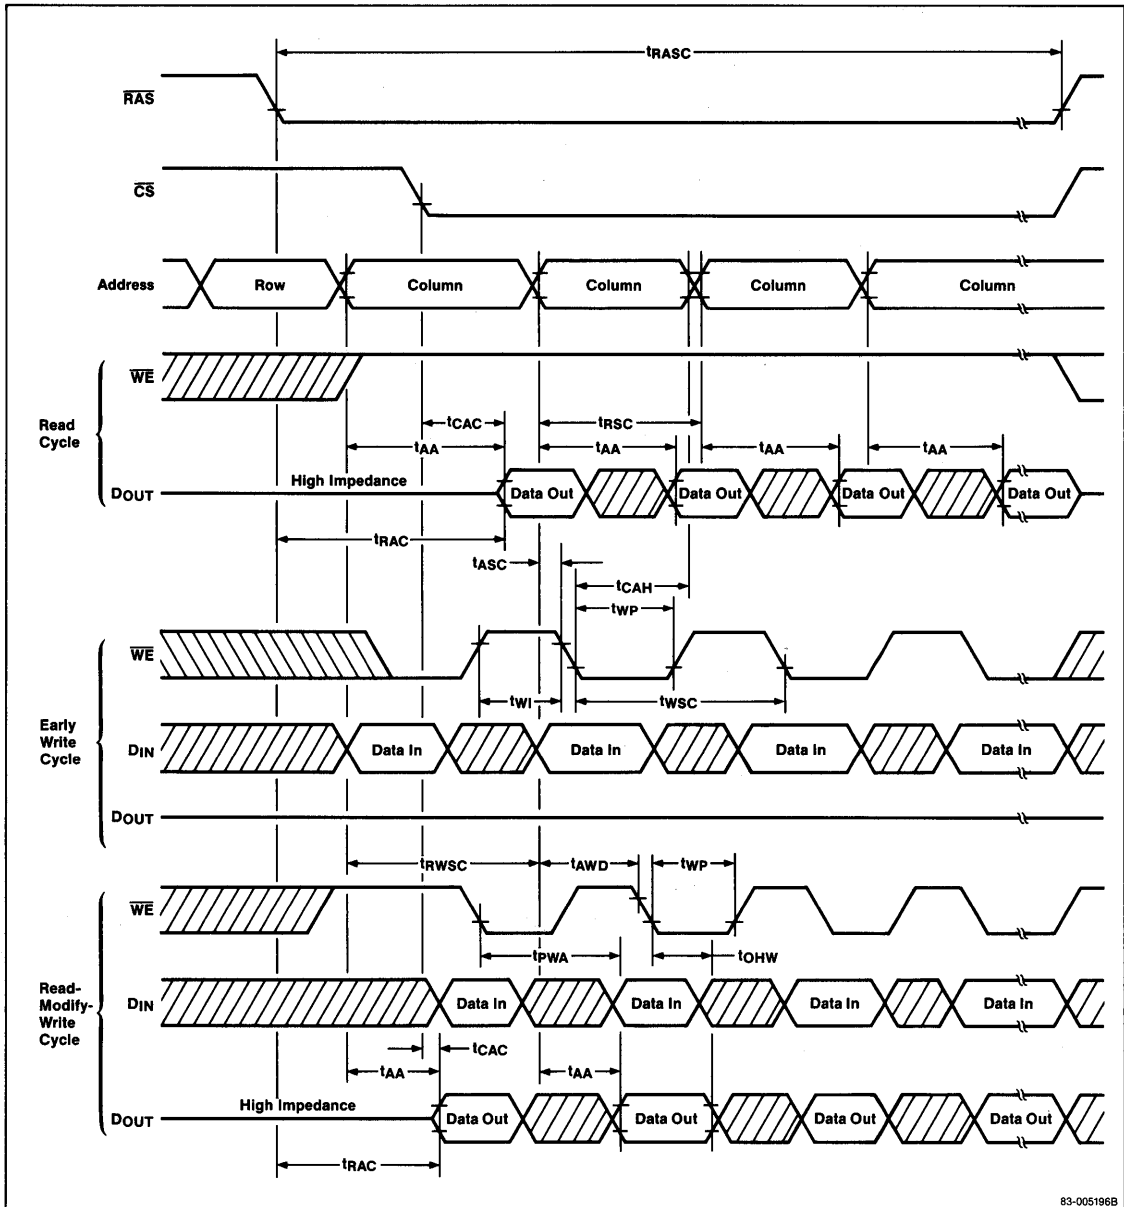 tRASC
RAS
CS
Address Row Column Column Column Column
WE
Read
Cycle
tCAC tRSC
tAA tAA tAA tAA
High Impedance
DOUT Data Out Data Out Data Out Data Out
tRAC
tASC
tCAH
tWP
WE
tWI tWSC
Early
Write
Cycle
DIN Data In Data In Data In Data In
DOUT
tRWSC tAWD tWP
WE
tPWA tOHW
Read-
Modify-
Write
Cycle
DIN Data In Data In Data In Data In
tCAC
tAA tAA
High Impedance
DOUT Data Out Data Out Data Out Data Out
tRAC
83-005196B